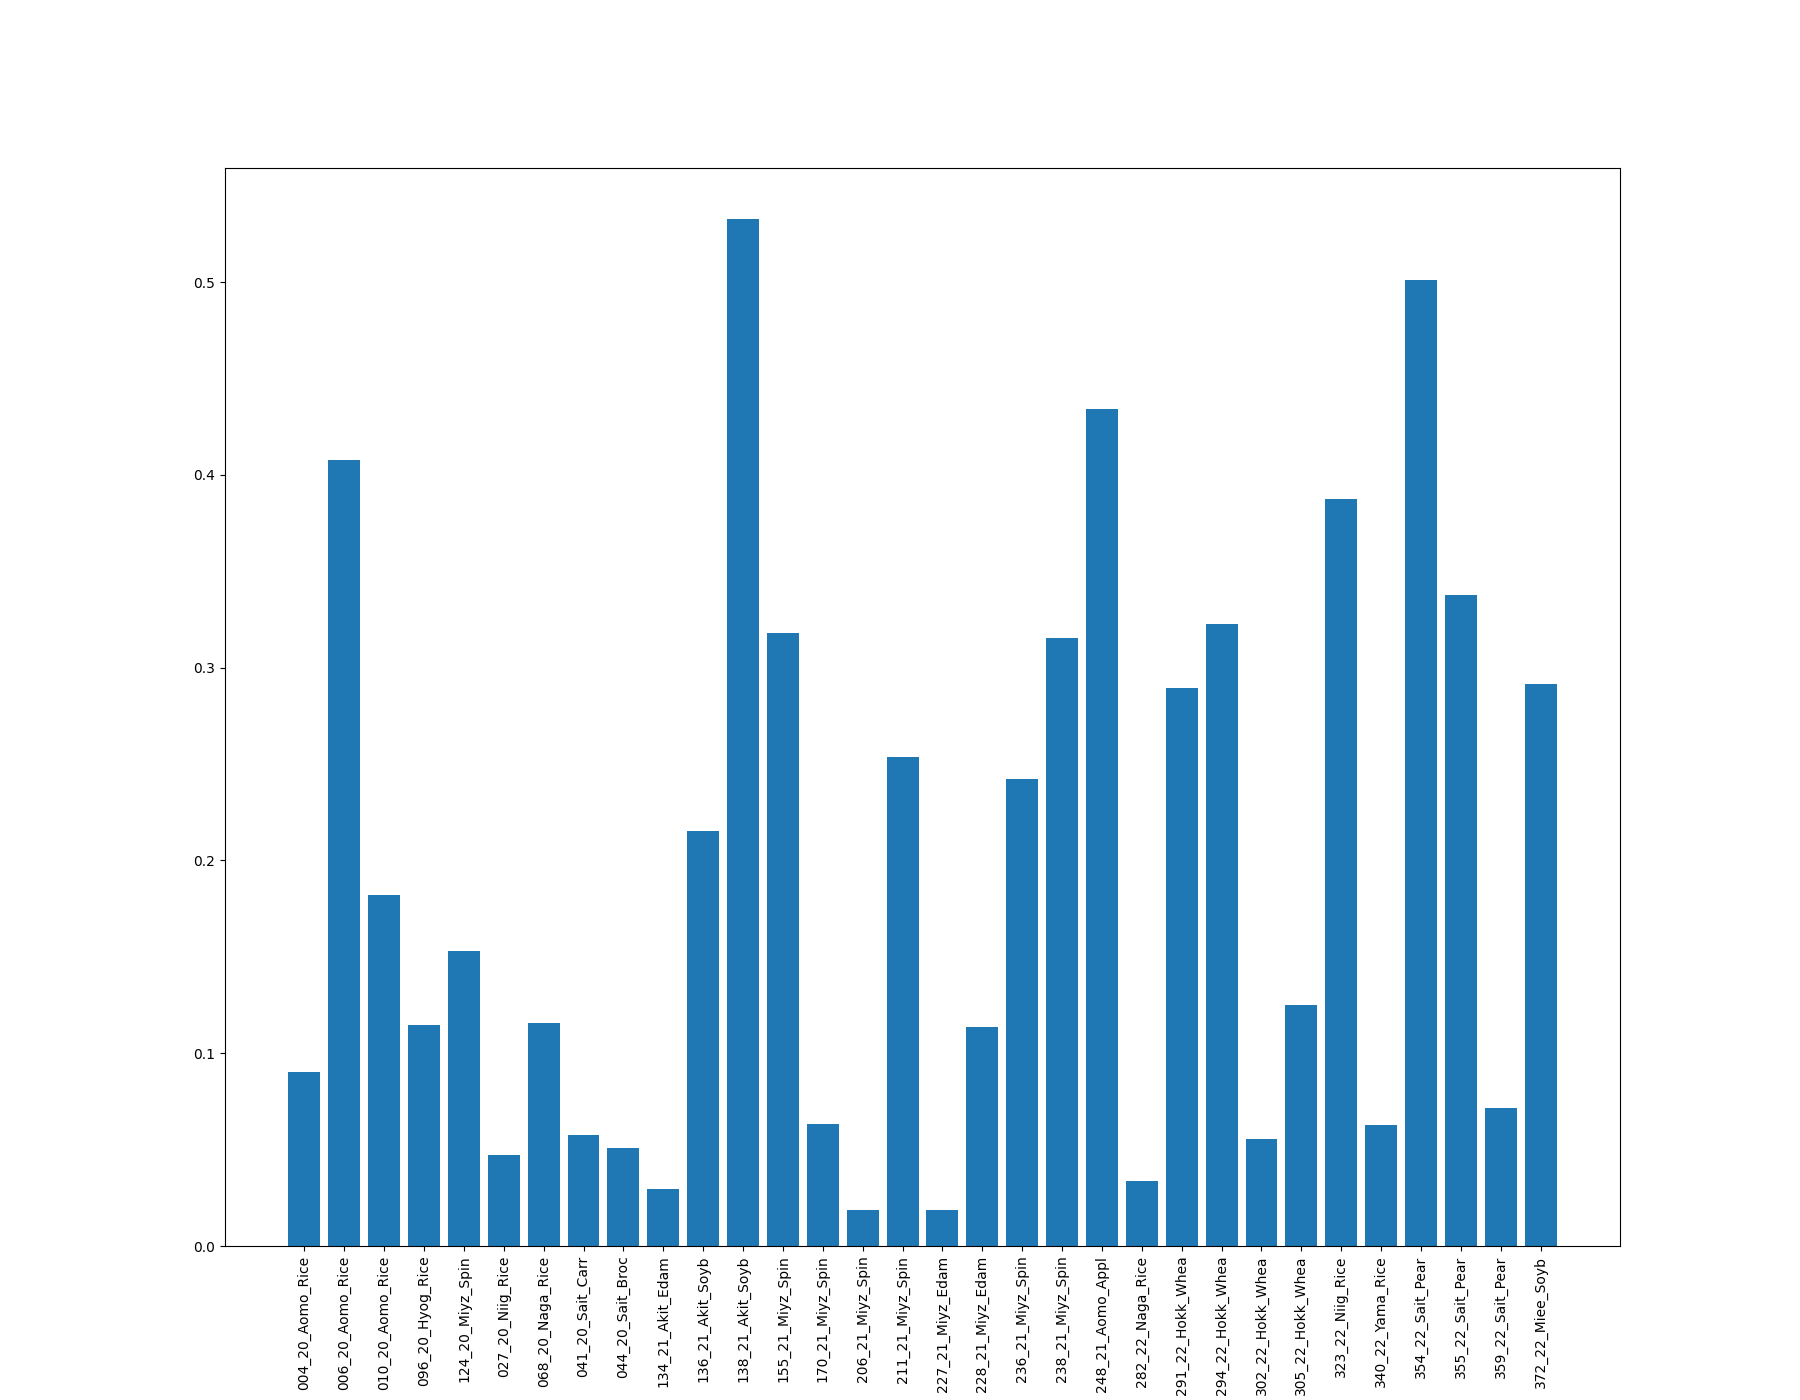 0.5
0.4
0.3
0.2
0.1
0.0
004_20_Aomo_Rice
006_20_Aomo_Rice
010_20_Aomo_Rice
096_20_Hyog_Rice
124_20_Miyz_Spin
027_20_Niig_Rice
068_20_Naga_Rice
041_20_Sait_Carr
044_20_Sait_Broc
134_21_Akit_Edam
136_21_Akit_Soyb
138_21_Akit_Soyb
155_21_Miyz_Spin
170_21_Miyz_Spin
206_21_Miyz_Spin
211_21_Miyz_Spin
227_21_Miyz_Edam
228_21_Miyz_Edam
236_21_Miyz_Spin
238_21_Miyz_Spin
248_21_Aomo_Appl
282_22_Naga_Rice
291_22_Hokk_Whea
294_22_Hokk_Whea
302_22_Hokk_Whea
305_22_Hokk_Whea
323_22_Niig_Rice
340_22_Yama_Rice
354_22_Sait_Pear
355_22_Sait_Pear
359_22_Sait_Pear
372_22_Miee_Soyb